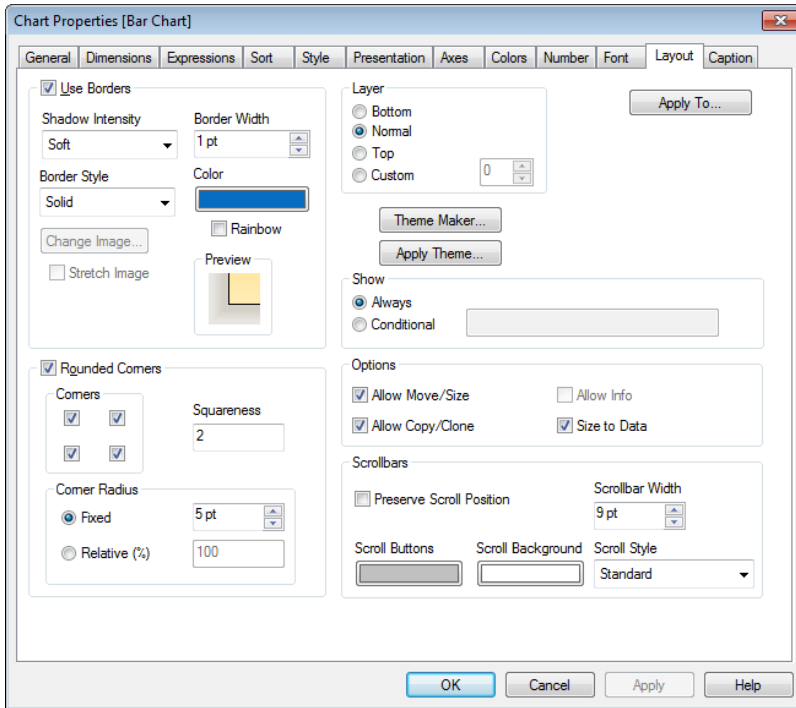 Chart Properties [Bar Chart]
General Dimensions Expressions Sort Style Presentation Axes Colors Number Font Layout Caption
Use Borders
Shadow Intensity
Soft
Border Width
1 pt
Border Style
Solid
Color
Rainbow
Change Image...
Stretch Image
Preview
Layer
Bottom
Normal
Top
Custom
0
Apply To...
Theme Maker...
Apply Theme...
Show
Always
Conditional
Rounded Corners
Corners
Squareness
2
Corner Radius
Fixed
5 pt
Relative (%)
100
Options
Allow Move/Size
Allow Info
Allow Copy/Clone
Size to Data
Scrollbars
Preserve Scroll Position
Scrollbar Width
9 pt
Scroll Buttons
Scroll Background
Scroll Style
Standard
OK
Cancel
Apply
Help